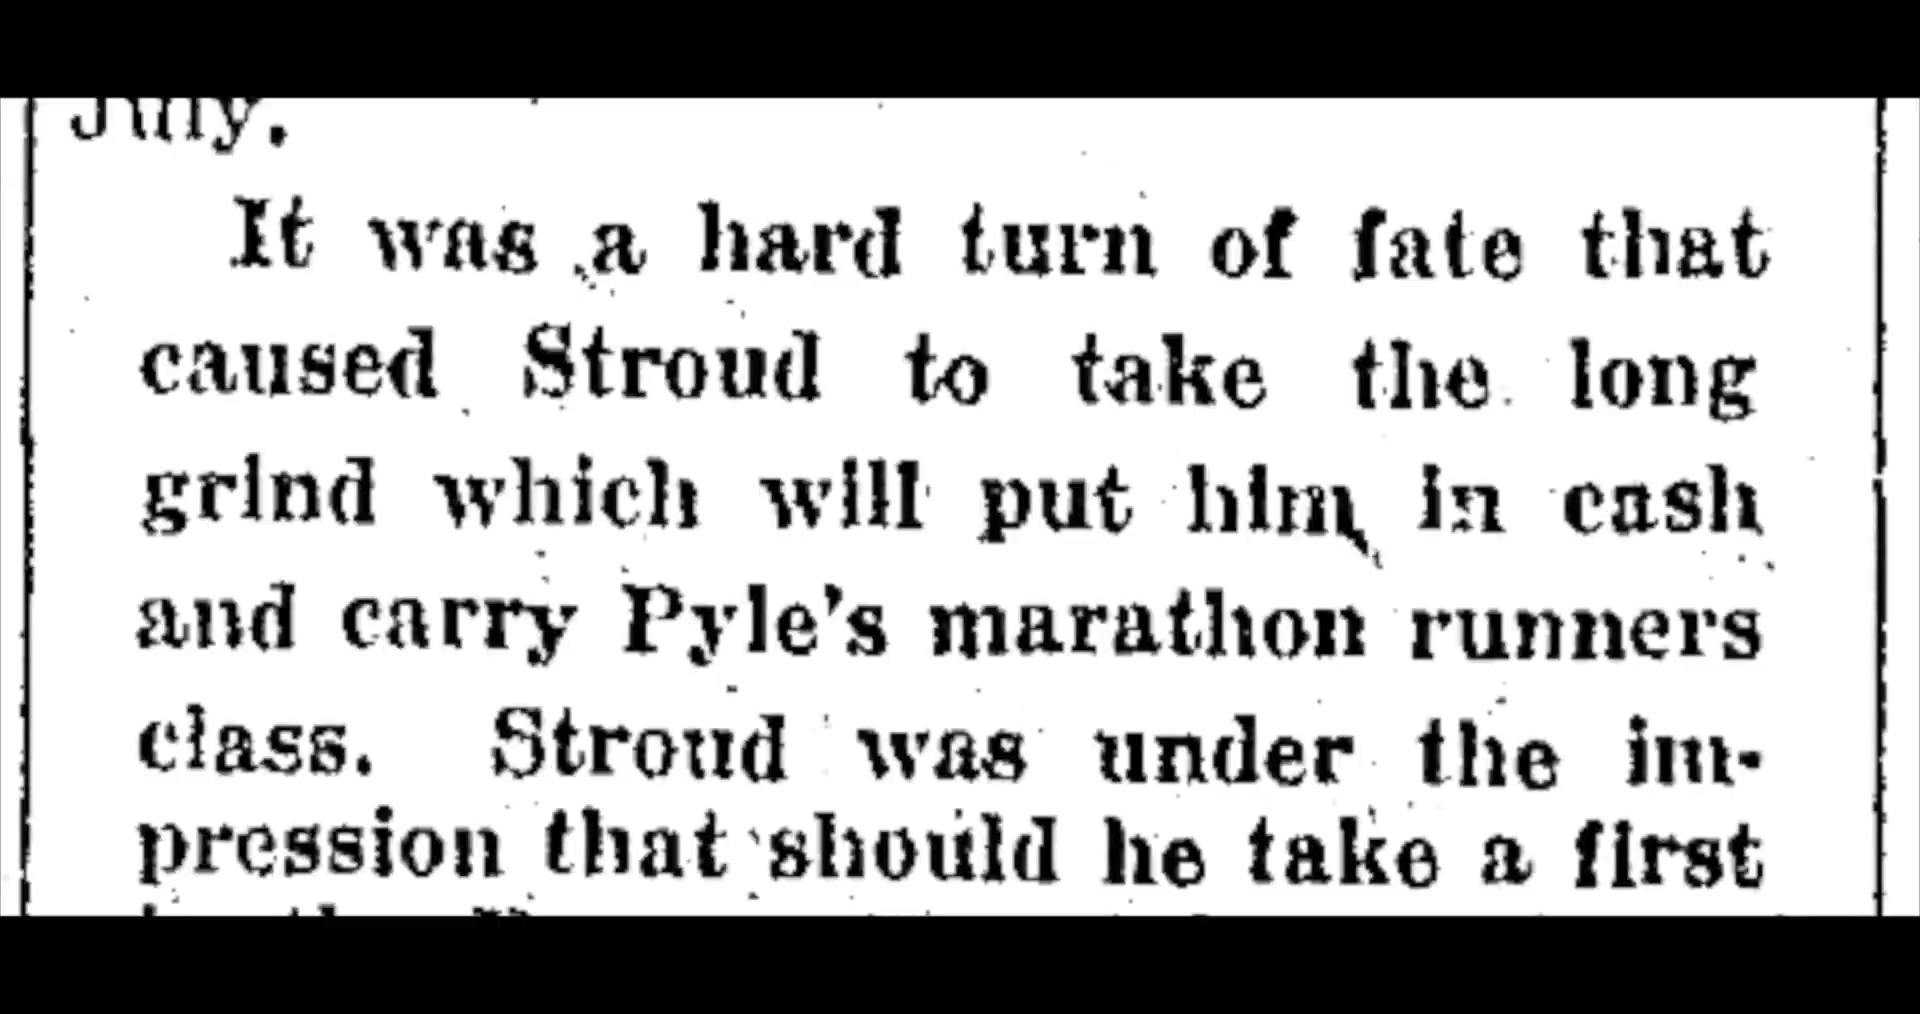 July.
It was a hard turn of fate that
caused Stroud to take the long
grind which will put him in cash
and carry Pyle's marathon runners
class. Stroud was under the im-
pression that should he take a first